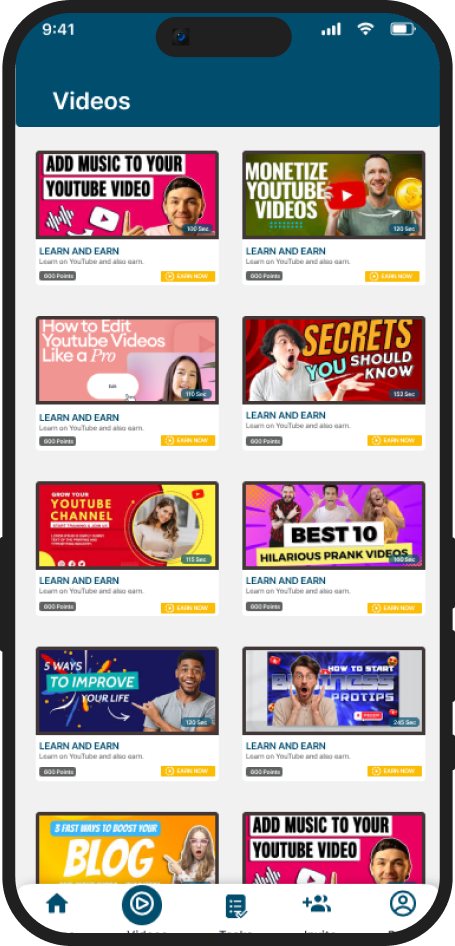 9:41
Videos
ADD MUSIC TO YOUR
YOUTUBE VIDEO
100 Sec
LEARN AND EARN
Learn on YouTube and also earn.
600 Points
EARN NOW
MONETIZE
YOUTUBE
VIDEOS
120 Sec
LEARN AND EARN
Learn on YouTube and also earn.
600 Points
EARN NOW
How to Edit
Youtube Videos
Like a Pro
Edit
110 Sec
LEARN AND EARN
Learn on YouTube and also earn.
600 Points
EARN NOW
SECRETS
YOU SHOULD
KNOW
153 Sec
LEARN AND EARN
Learn on YouTube and also earn.
600 Points
EARN NOW
GROW YOUR
YOUTUBE
CHANNEL
START TRAINING & JOIN US
115 Sec
LEARN AND EARN
Learn on YouTube and also earn.
600 Points
EARN NOW
BEST 10
HILARIOUS PRANK VIDEOS
160 Sec
LEARN AND EARN
Learn on YouTube and also earn.
600 Points
EARN NOW
5 WAYS
TO IMPROVE
YOUR LIFE
120 Sec
LEARN AND EARN
Learn on YouTube and also earn.
600 Points
EARN NOW
HOW TO START
BUSINESS
PROTIPS
245 Sec
LEARN AND EARN
Learn on YouTube and also earn.
600 Points
EARN NOW
3 FAST WAYS TO BOOST YOUR
BLOG
ADD MUSIC TO YOUR
YOUTUBE VIDEO